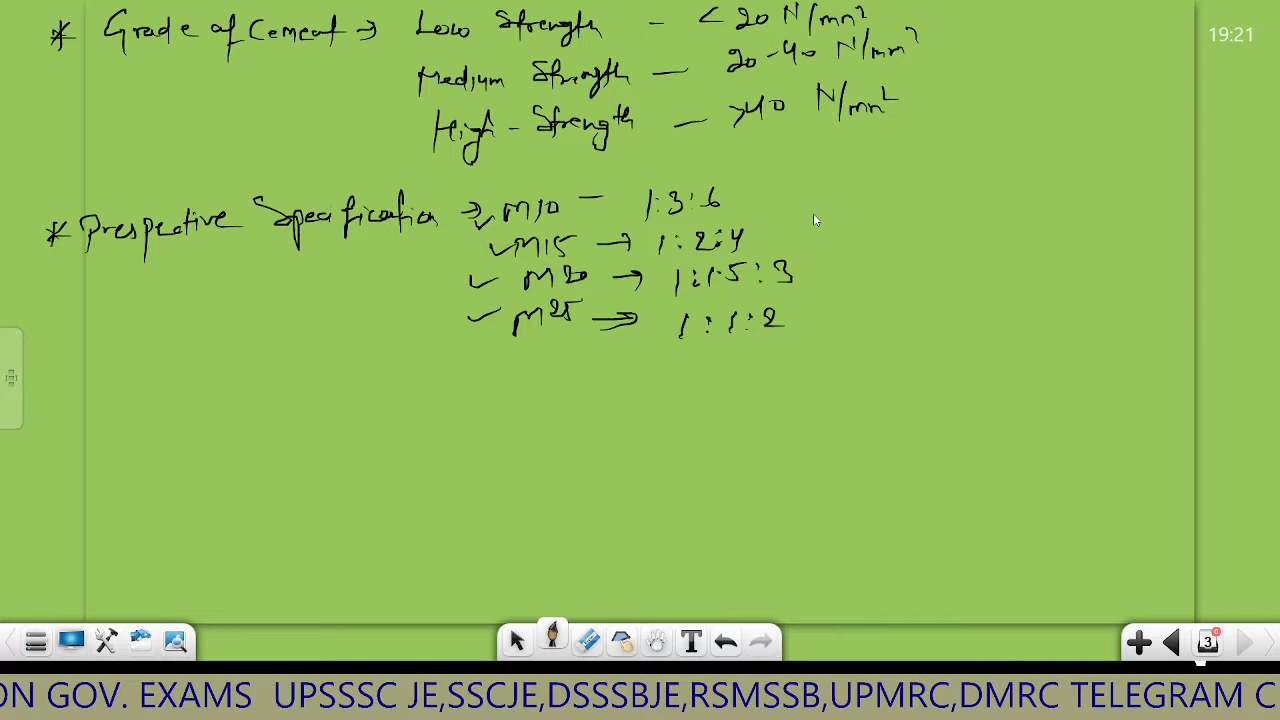 * Grade of Cement → Low Strength - < 20 N/mm²
Medium Strength — 20-40 N/mm²
High - Strength — >40 N/mm²
* Prespective Specification → ✓ M10 — 1:3:6
✓ M15 → 1:2:4
✓ M20 → 1:1.5:3
✓ M25 → 1:1:2
19:21
T
3
0
ON GOV. EXAMS UPSSSC JE,SSCJE,DSSSBJE,RSMSSB,UPMRC,DMRC TELEGRAM C